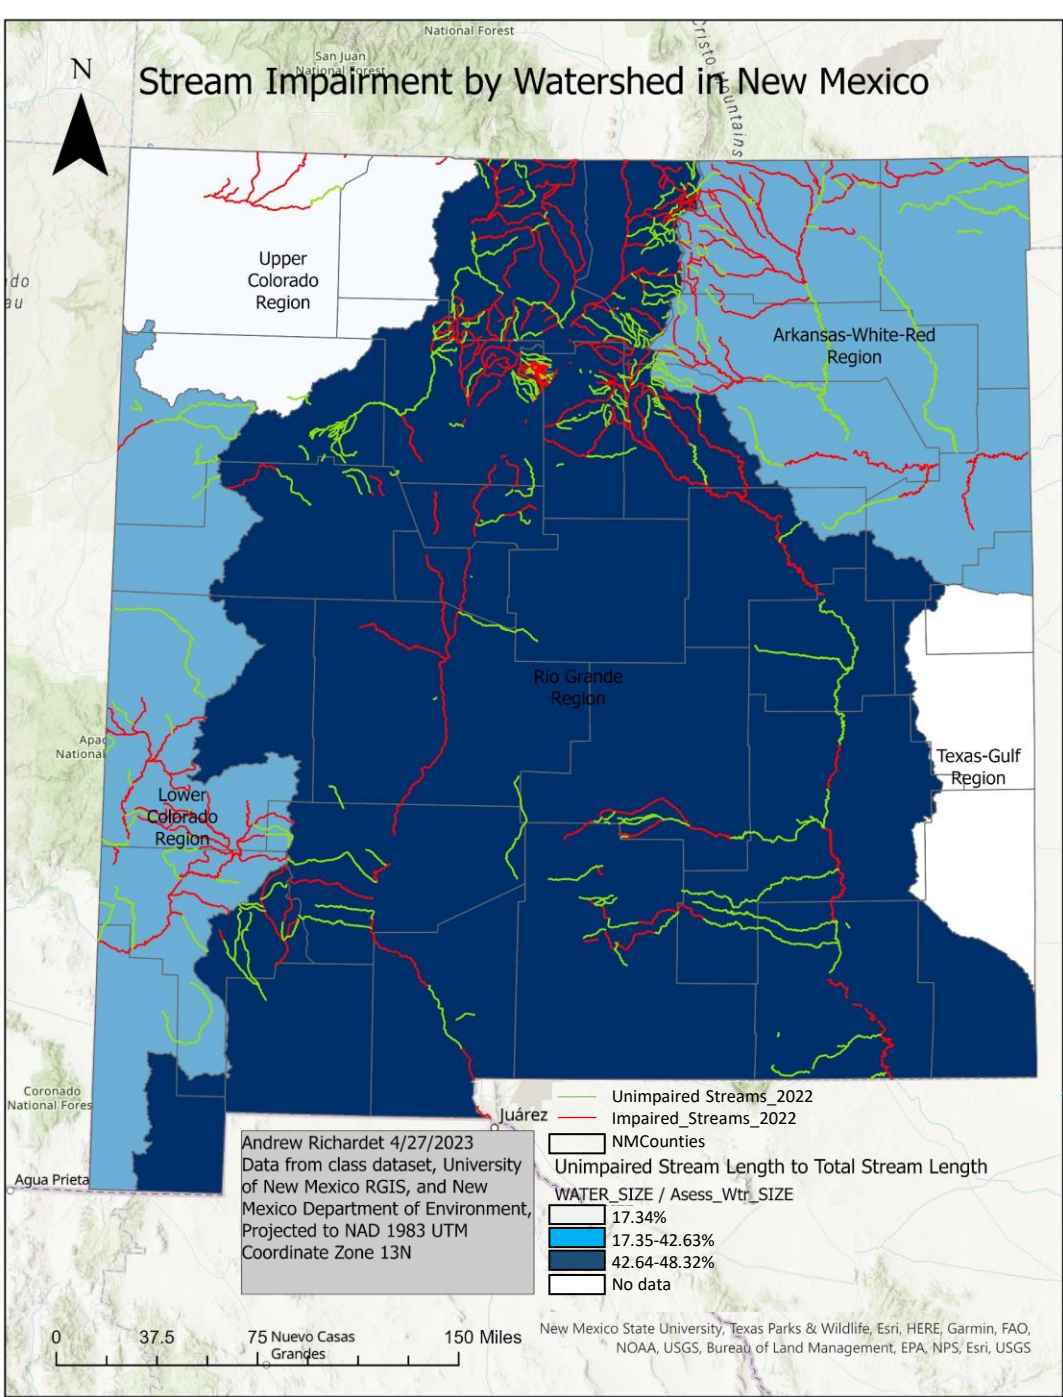 National Forest
San Juan
National Forest
Cristo Mountains
N
Stream Impairment by Watershed in New Mexico
Upper
Colorado
Region
do
au
Arkansas-White-Red
Region
Rio Grande
Region
Apac
National
Texas-Gulf
Region
Lower
Colorado
Region
Coronado
National Fores
Agua Prieta
Juárez
Unimpaired Streams_2022
Impaired_Streams_2022
NMCounties
Unimpaired Stream Length to Total Stream Length
WATER_SIZE / Asess_Wtr_SIZE
17.34%
17.35-42.63%
42.64-48.32%
No data
Andrew Richardet 4/27/2023
Data from class dataset, University
of New Mexico RGIS, and New
Mexico Department of Environment,
Projected to NAD 1983 UTM
Coordinate Zone 13N
0 37.5 75 150 Miles
Nuevo Casas
Grandes
New Mexico State University, Texas Parks & Wildlife, Esri, HERE, Garmin, FAO,
NOAA, USGS, Bureau of Land Management, EPA, NPS, Esri, USGS